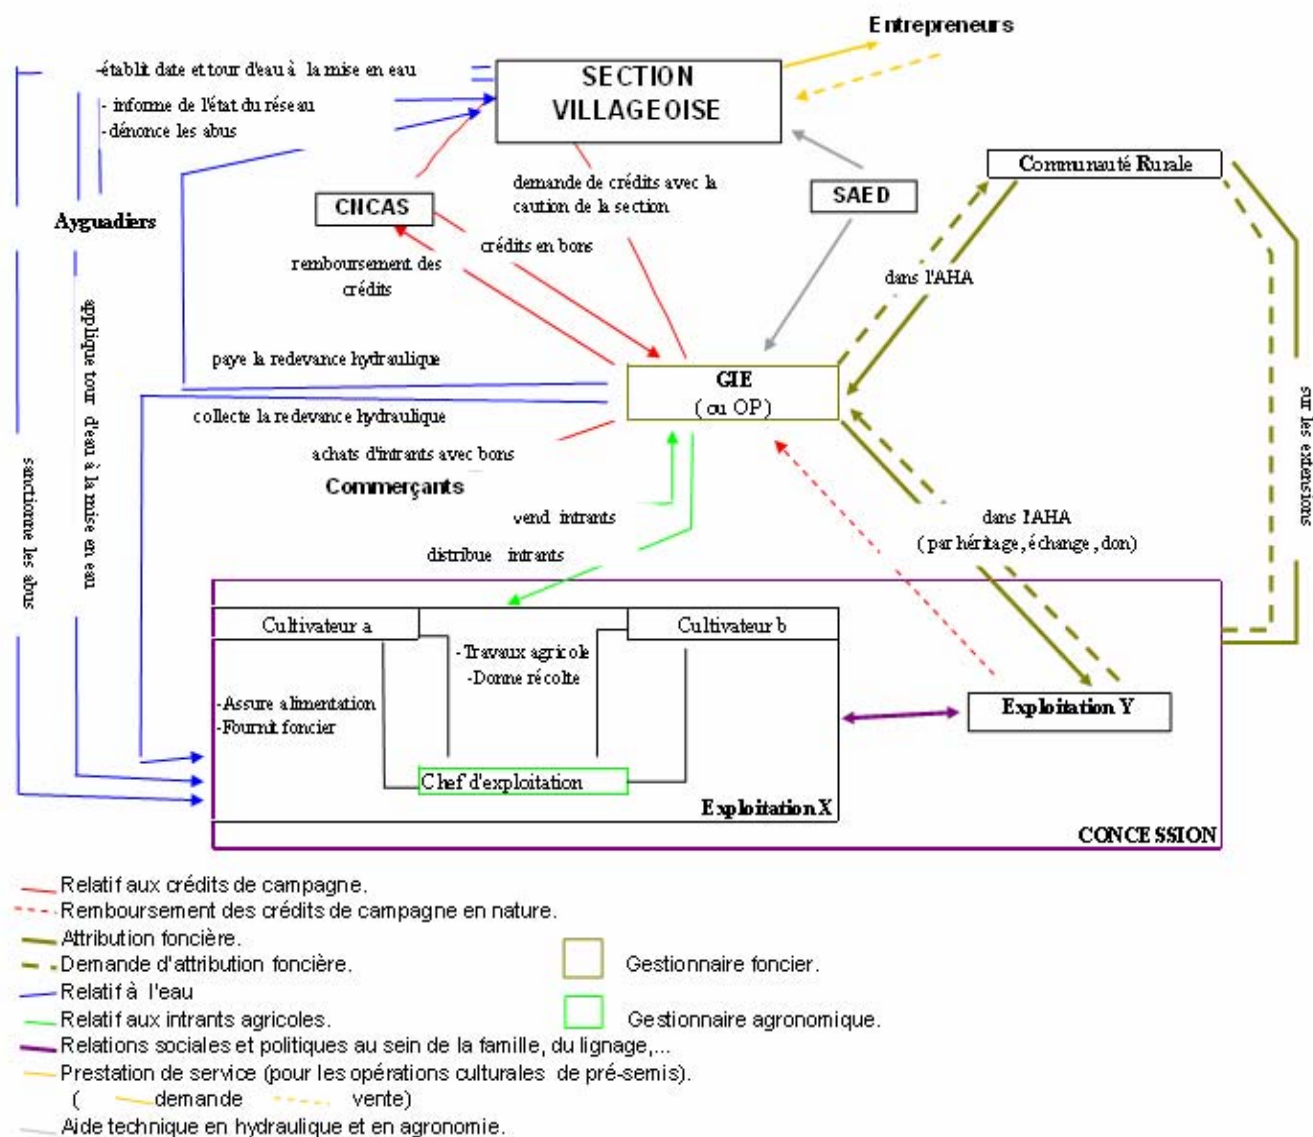 Entrepreneurs
SECTION
VILLAGEOISE
-établit date et tour d'eau à la mise en eau
- informe de l'état du réseau
- dénonce les abus
Communauté Rurale
CNCAS
demande de crédits avec la
caution de la section
SAED
Ayguadiers
crédits en bons
remboursement des
crédits
dans l'AHA
applique tour d'eau à la mise en eau
sanctionne les abus
paye la redevance hydraulique
GIE
(ou OP)
collecte la redevance hydraulique
sur les extensions
achats d'intrants avec bons
Commerçants
vend intrants
dans l'AHA
(par héritage, échange, don)
distribue intrants
Cultivateur a
Cultivateur b
-Travaux agricole
-Donne récolte
-Assure alimentation
-Fournit foncier
Exploitation Y
Chef d'exploitation
Exploitation X
CONCESSION
Relatif aux crédits de campagne.
Remboursement des crédits de campagne en nature.
Attribution foncière.
Demande d'attribution foncière.
Gestionnaire foncier.
Relatif à l'eau
Relatif aux intrants agricoles.
Gestionnaire agronomique.
Relations sociales et politiques au sein de la famille, du lignage,...
Prestation de service (pour les opérations culturales de pré-semis).
( demande vente)
Aide technique en hydraulique et en agronomie.